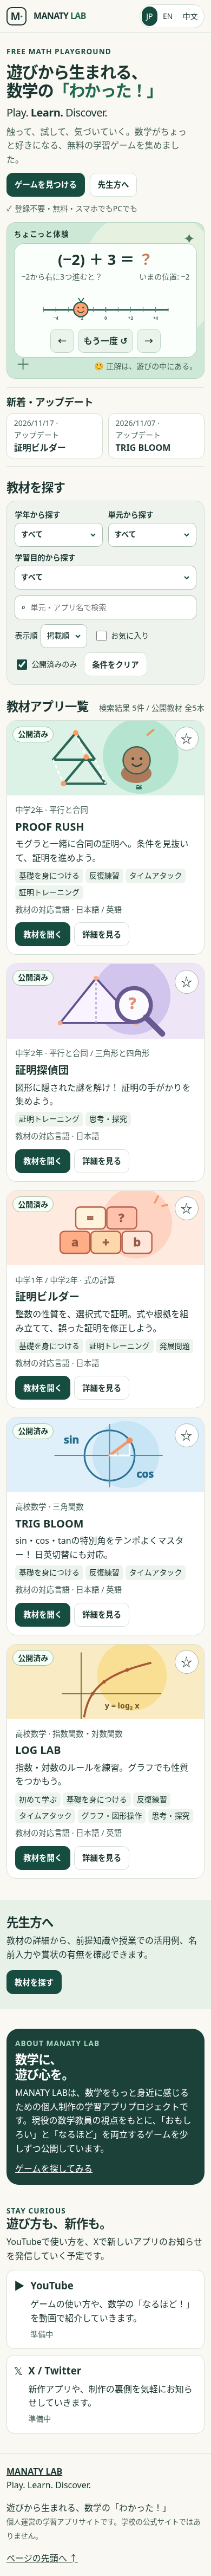 M· MANATY LAB JP EN 中文
FREE MATH PLAYGROUND
遊びから生まれる、
数学の「わかった！」
Play. Learn. Discover.
触って、試して、気づいていく。数学がちょっ
と好きになる、無料の学習ゲームを集めまし
た。
ゲームを見つける 先生方へ
✓ 登録不要・無料・スマホでもPCでも
ちょこっと体験
(−2) ＋ 3 ＝ ？
−2から右に3つ進むと？ いまの位置: −2
−4 −2 0 +2 +4
← もう一度 ↺ →
正解は、遊びの中にある。
新着・アップデート
2026/11/17 ·
アップデート
証明ビルダー
2026/11/07 ·
アップデート
TRIG BLOOM
教材を探す
学年から探す 単元から探す
すべて すべて
学習目的から探す
すべて
単元・アプリ名で検索
表示順 掲載順 お気に入り
公開済みのみ 条件をクリア
教材アプリ一覧 検索結果 5件 / 公開教材 全5本
公開済み ☆
≅
中学2年 · 平行と合同
PROOF RUSH
モグラと一緒に合同の証明へ。条件を見抜い
て、証明を進めよう。
基礎を身につける 反復練習 タイムアタック
証明トレーニング
教材の対応言語 · 日本語 / 英語
教材を開く 詳細を見る
公開済み ☆
?
中学2年 · 平行と合同 / 三角形と四角形
証明探偵団
図形に隠された謎を解け！ 証明の手がかりを
集めよう。
証明トレーニング 思考・探究
教材の対応言語 · 日本語
教材を開く 詳細を見る
公開済み ☆
= ?
a + b
中学1年 / 中学2年 · 式の計算
証明ビルダー
整数の性質を、選択式で証明。式や根拠を組
み立てて、誤った証明を修正しよう。
基礎を身につける 証明トレーニング 発展問題
教材の対応言語 · 日本語
教材を開く 詳細を見る
公開済み ☆
sin
cos
高校数学 · 三角関数
TRIG BLOOM
sin・cos・tanの特別角をテンポよくマスタ
ー！ 日英切替にも対応。
基礎を身につける 反復練習 タイムアタック
教材の対応言語 · 日本語 / 英語
教材を開く 詳細を見る
公開済み ☆
y = log₂ x
高校数学 · 指数関数・対数関数
LOG LAB
指数・対数のルールを練習。グラフでも性質
をつかもう。
初めて学ぶ 基礎を身につける 反復練習
タイムアタック グラフ・図形操作 思考・探究
教材の対応言語 · 日本語 / 英語
教材を開く 詳細を見る
先生方へ
教材の詳細から、前提知識や授業での活用例、名
前入力や賞状の有無を確認できます。
教材を探す
ABOUT MANATY LAB
数学に、
遊び心を。
MANATY LABは、数学をもっと身近に感じる
ための個人制作の学習アプリプロジェクトで
す。現役の数学教員の視点をもとに、「おもし
ろい」と「なるほど」を両立するゲームを少
しずつ公開しています。
ゲームを探してみる
STAY CURIOUS
遊び方も、新作も。
YouTubeで使い方を、Xで新しいアプリのお知らせ
を発信していく予定です。
▶ YouTube
ゲームの使い方や、数学の「なるほど！」
を動画で紹介していきます。
準備中
𝕏 X / Twitter
新作アプリや、制作の裏側を気軽にお知ら
せしていきます。
準備中
MANATY LAB
Play. Learn. Discover.
遊びから生まれる、数学の「わかった！」
個人運営の学習アプリサイトです。学校の公式サイトではあ
りません。
ページの先頭へ ↑